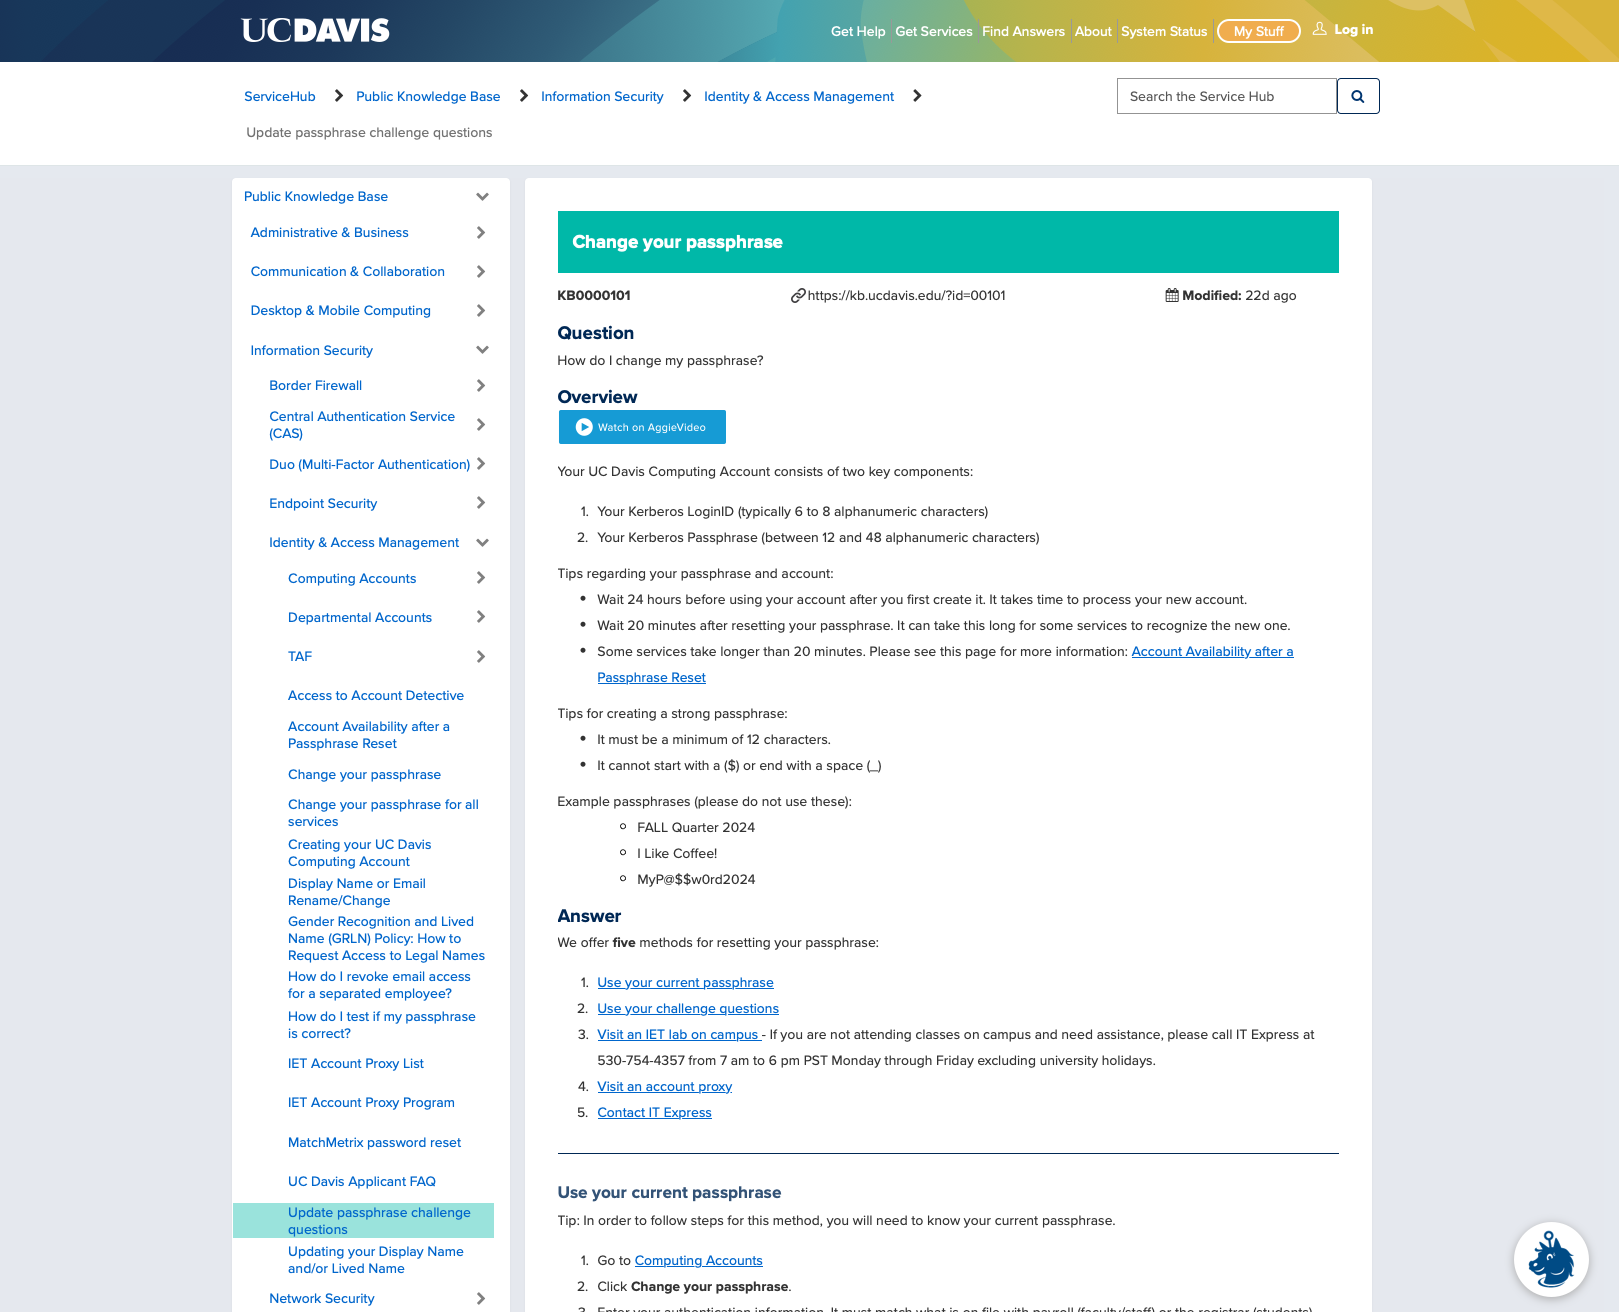 UCDAVIS
Get Help Get Services Find Answers About System Status My Stuff Log in
ServiceHub Public Knowledge Base Information Security Identity & Access Management
Update passphrase challenge questions
Search the Service Hub
Public Knowledge Base
Administrative & Business
Communication & Collaboration
Desktop & Mobile Computing
Information Security
Border Firewall
Central Authentication Service
(CAS)
Duo (Multi-Factor Authentication)
Endpoint Security
Identity & Access Management
Computing Accounts
Departmental Accounts
TAF
Access to Account Detective
Account Availability after a
Passphrase Reset
Change your passphrase
Change your passphrase for all
services
Creating your UC Davis
Computing Account
Display Name or Email
Rename/Change
Gender Recognition and Lived
Name (GRLN) Policy: How to
Request Access to Legal Names
How do I revoke email access
for a separated employee?
How do I test if my passphrase
is correct?
IET Account Proxy List
IET Account Proxy Program
MatchMetrix password reset
UC Davis Applicant FAQ
Update passphrase challenge
questions
Updating your Display Name
and/or Lived Name
Network Security
Change your passphrase
KB0000101 https://kb.ucdavis.edu/?id=00101 Modified: 22d ago
Question
How do I change my passphrase?
Overview
Watch on AggieVideo
Your UC Davis Computing Account consists of two key components:
1. Your Kerberos LoginID (typically 6 to 8 alphanumeric characters)
2. Your Kerberos Passphrase (between 12 and 48 alphanumeric characters)
Tips regarding your passphrase and account:
• Wait 24 hours before using your account after you first create it. It takes time to process your new account.
• Wait 20 minutes after resetting your passphrase. It can take this long for some services to recognize the new one.
• Some services take longer than 20 minutes. Please see this page for more information: Account Availability after a
Passphrase Reset
Tips for creating a strong passphrase:
• It must be a minimum of 12 characters.
• It cannot start with a ($) or end with a space (_)
Example passphrases (please do not use these):
○ FALL Quarter 2024
○ I Like Coffee!
○ MyP@$$w0rd2024
Answer
We offer five methods for resetting your passphrase:
1. Use your current passphrase
2. Use your challenge questions
3. Visit an IET lab on campus - If you are not attending classes on campus and need assistance, please call IT Express at
530-754-4357 from 7 am to 6 pm PST Monday through Friday excluding university holidays.
4. Visit an account proxy
5. Contact IT Express
Use your current passphrase
Tip: In order to follow steps for this method, you will need to know your current passphrase.
1. Go to Computing Accounts
2. Click Change your passphrase.
3. Enter your authentication information. It must match what is on file with payroll (faculty/staff) or the registrar (students).